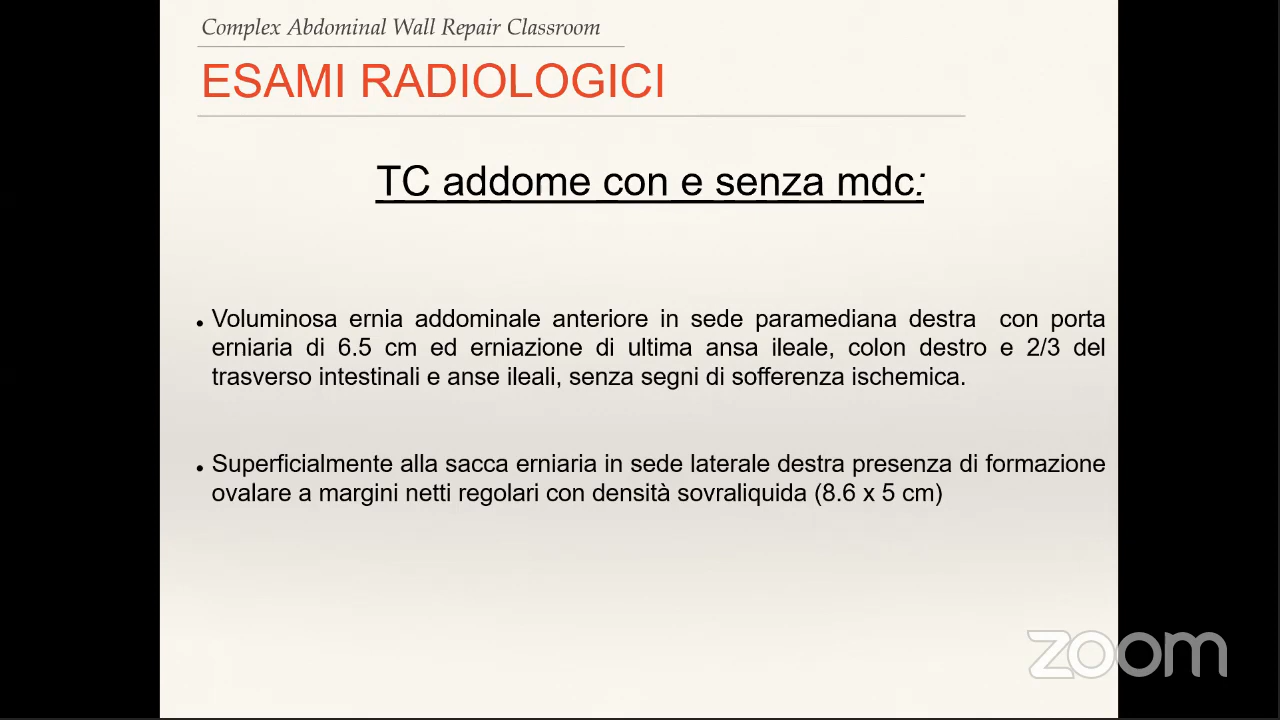 Complex Abdominal Wall Repair Classroom
ESAMI RADIOLOGICI
TC addome con e senza mdc:
• Voluminosa ernia addominale anteriore in sede paramediana destra con porta
erniaria di 6.5 cm ed erniazione di ultima ansa ileale, colon destro e 2/3 del
trasverso intestinali e anse ileali, senza segni di sofferenza ischemica.
• Superficialmente alla sacca erniaria in sede laterale destra presenza di formazione
ovalare a margini netti regolari con densità sovraliquida (8.6 x 5 cm)
zoom